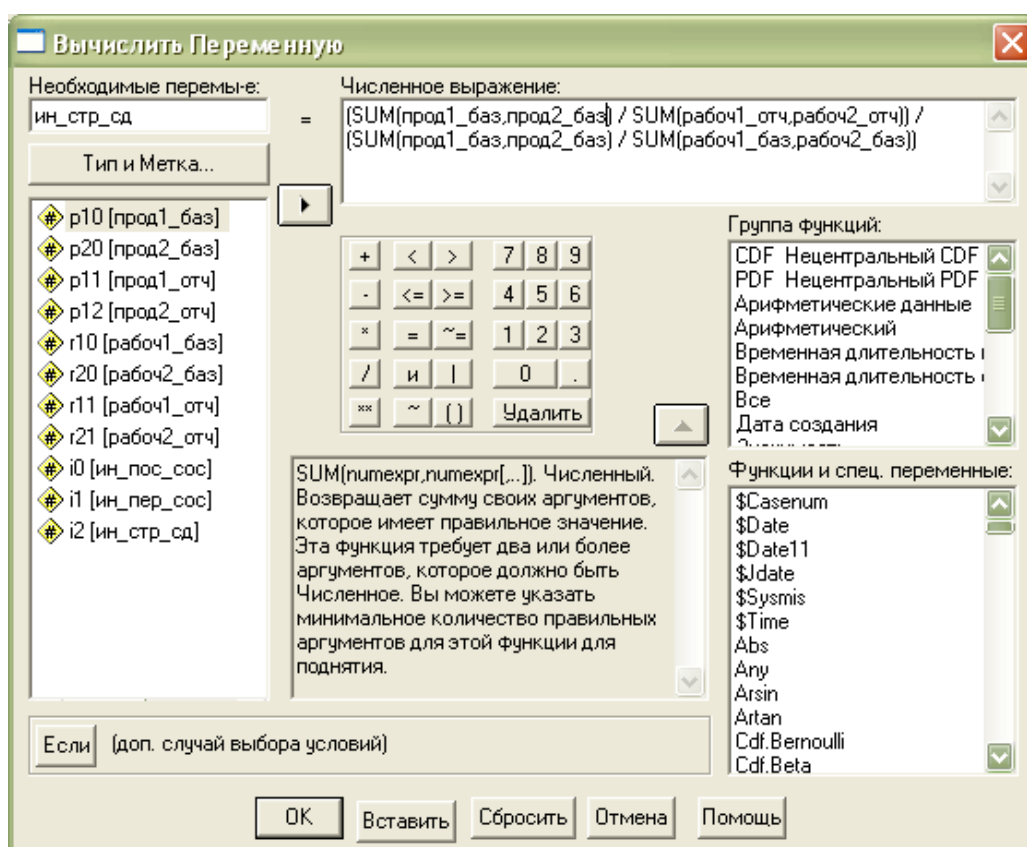 Вычислить Переменную
Необходимые перемы-е:
Численное выражение:
ин_стр_сд
=
(SUM(прод1_баз,прод2_баз) / SUM(рабоч1_отч,рабоч2_отч)) /
(SUM(прод1_баз,прод2_баз) / SUM(рабоч1_баз,рабоч2_баз))
Тип и Метка...
p10 [прод1_баз]
p20 [прод2_баз]
p11 [прод1_отч]
p12 [прод2_отч]
r10 [рабоч1_баз]
r20 [рабоч2_баз]
r11 [рабоч1_отч]
r21 [рабоч2_отч]
i0 [ин_пос_сос]
i1 [ин_пер_сос]
i2 [ин_стр_сд]
+ < > 7 8 9
- <= >= 4 5 6
* = ~= 1 2 3
/ и | 0 .
** ~ ( ) Удалить
Группа функций:
CDF Нецентральный CDF
PDF Нецентральный PDF
Арифметические данные
Арифметический
Временная длительность
Временная длительность
Все
Дата создания
SUM(numexpr,numexpr[,..]). Численный.
Возвращает сумму своих аргументов,
которое имеет правильное значение.
Эта функция требует два или более
аргументов, которое должно быть
Численное. Вы можете указать
минимальное количество правильных
аргументов для этой функции для
поднятия.
Функции и спец. переменные:
$Casenum
$Date
$Date11
$Jdate
$Sysmis
$Time
Abs
Any
Arsin
Artan
Cdf.Bernoulli
Cdf.Beta
Если
(доп. случай выбора условий)
OK
Вставить
Сбросить
Отмена
Помощь